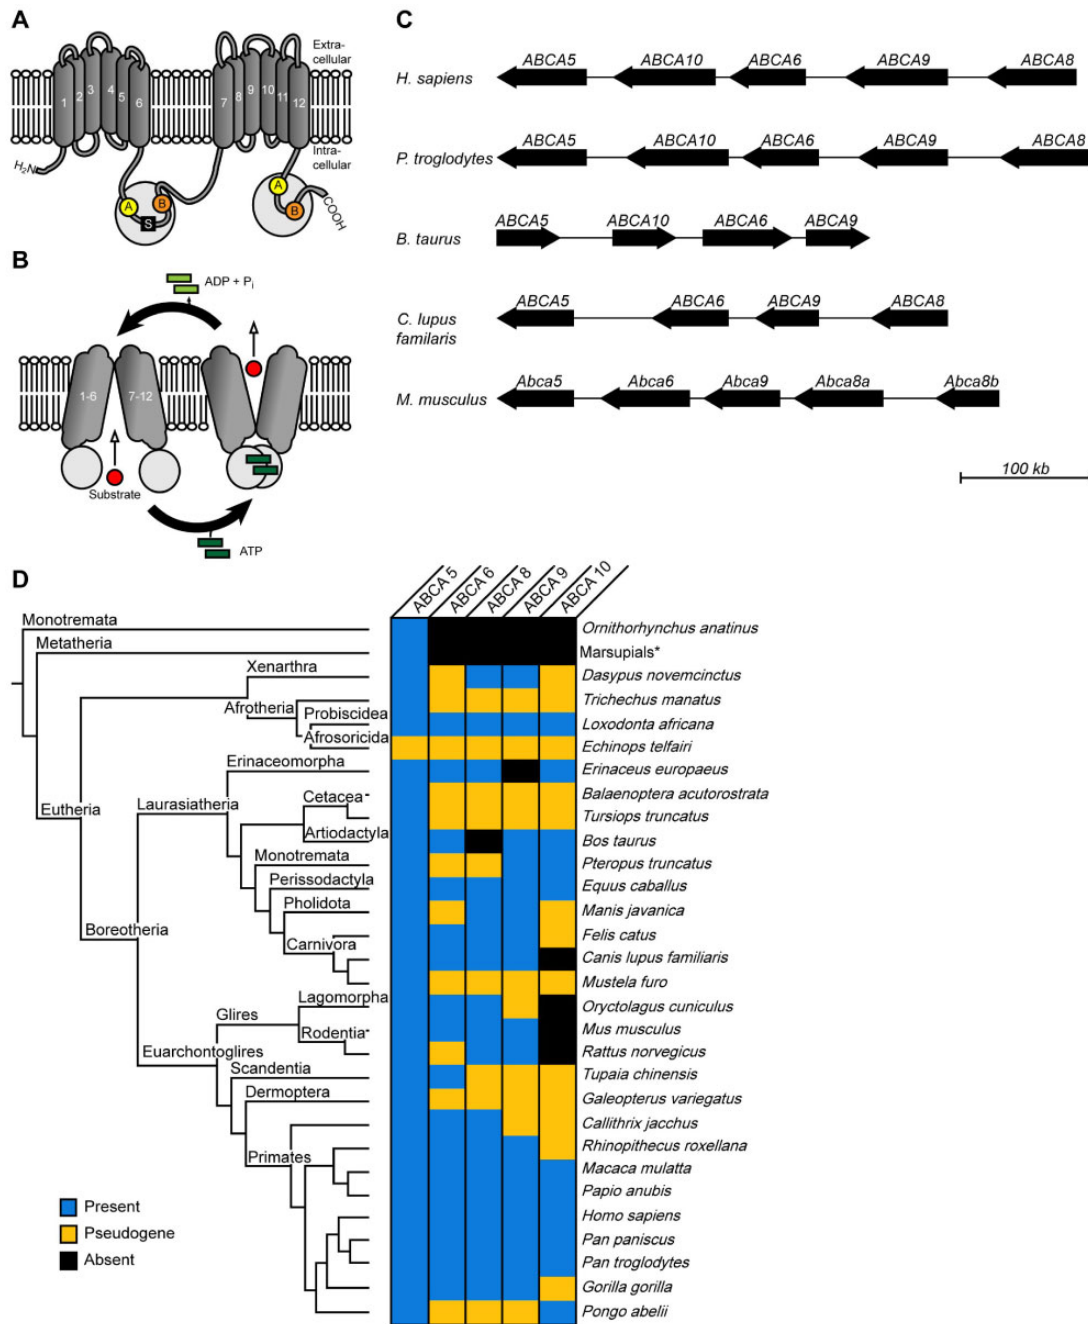 A
Extra-
cellular
1 2 3 4 5 6 7 8 9 10 11 12
Intra-
cellular
H2N
A B A B
S
COOH
B
ADP + Pi
1-6 7-12
Substrate
ATP
C
H. sapiens ABCA5 ABCA10 ABCA6 ABCA9 ABCA8
P. troglodytes ABCA5 ABCA10 ABCA6 ABCA9 ABCA8
B. taurus ABCA5 ABCA10 ABCA6 ABCA9
C. lupus
familaris ABCA5 ABCA6 ABCA9 ABCA8
M. musculus Abca5 Abca6 Abca9 Abca8a Abca8b
100 kb
D
ABCA 5 ABCA 6 ABCA 8 ABCA 9 ABCA 10
Monotremata
Metatheria
Xenarthra
Afrotheria
Probiscidea
Afrosoricida
Erinaceomorpha
Eutheria
Laurasiatheria
Cetacea
Artiodactyla
Monotremata
Perissodactyla
Pholidota
Boreotheria
Carnivora
Lagomorpha
Glires
Rodentia
Euarchontoglires
Scandentia
Dermoptera
Primates
Ornithorhynchus anatinus
Marsupials*
Dasypus novemcinctus
Trichechus manatus
Loxodonta africana
Echinops telfairi
Erinaceus europaeus
Balaenoptera acutorostrata
Tursiops truncatus
Bos taurus
Pteropus truncatus
Equus caballus
Manis javanica
Felis catus
Canis lupus familiaris
Mustela furo
Oryctolagus cuniculus
Mus musculus
Rattus norvegicus
Tupaia chinensis
Galeopterus variegatus
Callithrix jacchus
Rhinopithecus roxellana
Macaca mulatta
Papio anubis
Homo sapiens
Pan paniscus
Pan troglodytes
Gorilla gorilla
Pongo abelii
Present
Pseudogene
Absent